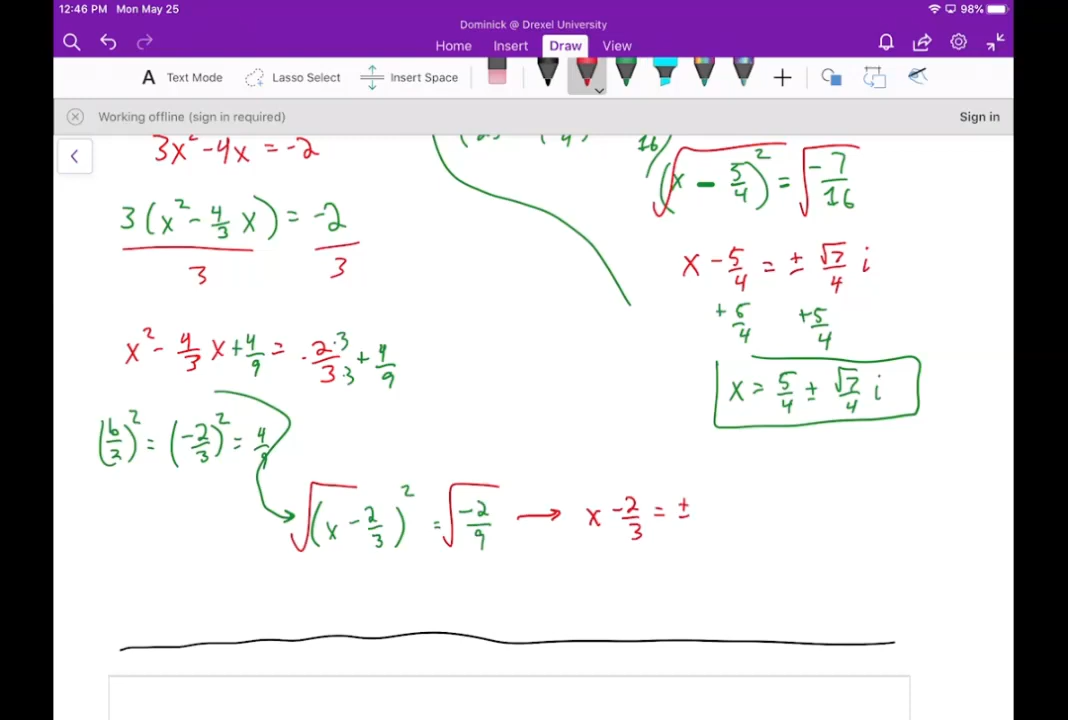 12:46 PM Mon May 25
98%
Dominick @ Drexel University
Home Insert Draw View
A Text Mode Lasso Select Insert Space
Working offline (sign in required) Sign in
3x² - 4x = -2
3(x² - 4/3 x) = -2
3 3
x² - 4/3 x + 4/9 = -2·3/3·3 + 4/9
(b/2)² = (-2/3)² = 4/9
√(x - 2/3)² = √-2/9 → x - 2/3 = ±
16
√(x - 5/4)² = √-7/16
x - 5/4 = ± √7/4 i
+5/4 +5/4
x = 5/4 ± √7/4 i